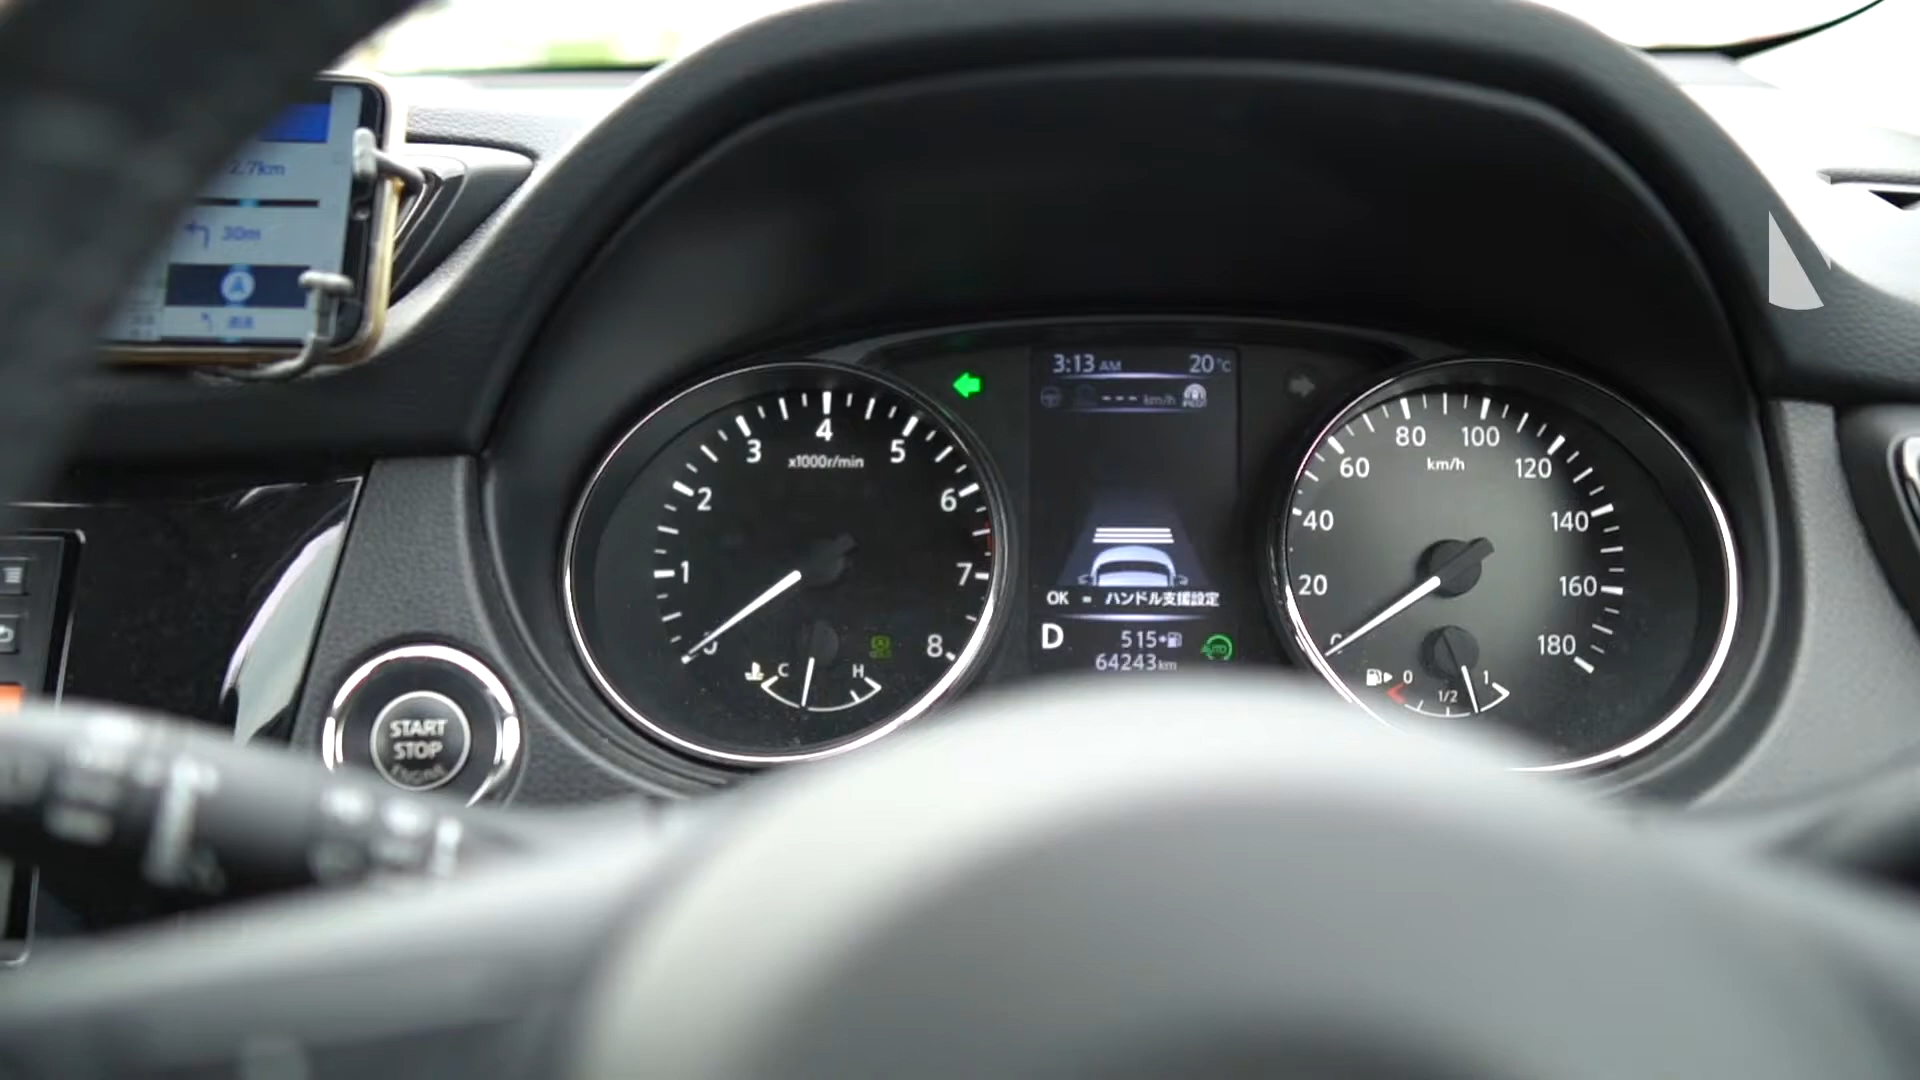 2.7km
30m
A
3:13 AM 20°C
--- km/h
x1000r/min
1 2 3 4 5 6 7 8
C H
OK = ハンドル支援設定
D 515
AUTO
64243km
km/h
0 20 40 60 80 100 120 140 160 180
0 1/2 1
START
STOP
ENGINE